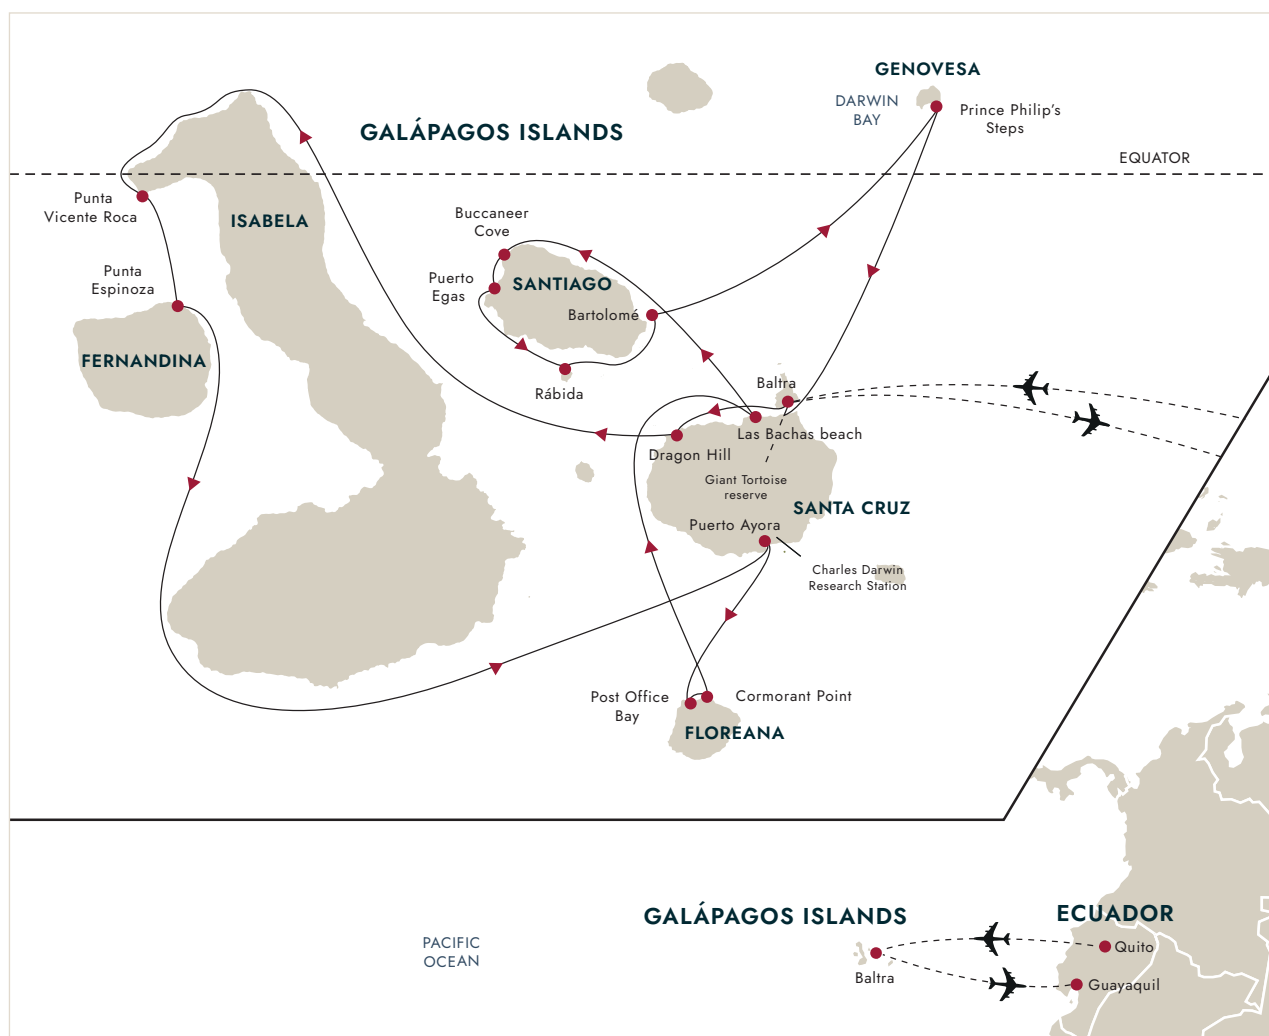 GENOVESA
DARWIN
BAY
Prince Philip's
Steps
GALÁPAGOS ISLANDS
EQUATOR
Punta
Vicente Roca
ISABELA
Buccaneer
Cove
Punta
Espinoza
Puerto
Egas
SANTIAGO
Bartolomé
FERNANDINA
Rábida
Baltra
Las Bachas beach
Dragon Hill
Giant Tortoise
reserve
SANTA CRUZ
Puerto Ayora
Charles Darwin
Research Station
Post Office
Bay
Cormorant Point
FLOREANA
GALÁPAGOS ISLANDS
ECUADOR
PACIFIC
OCEAN
Quito
Baltra
Guayaquil